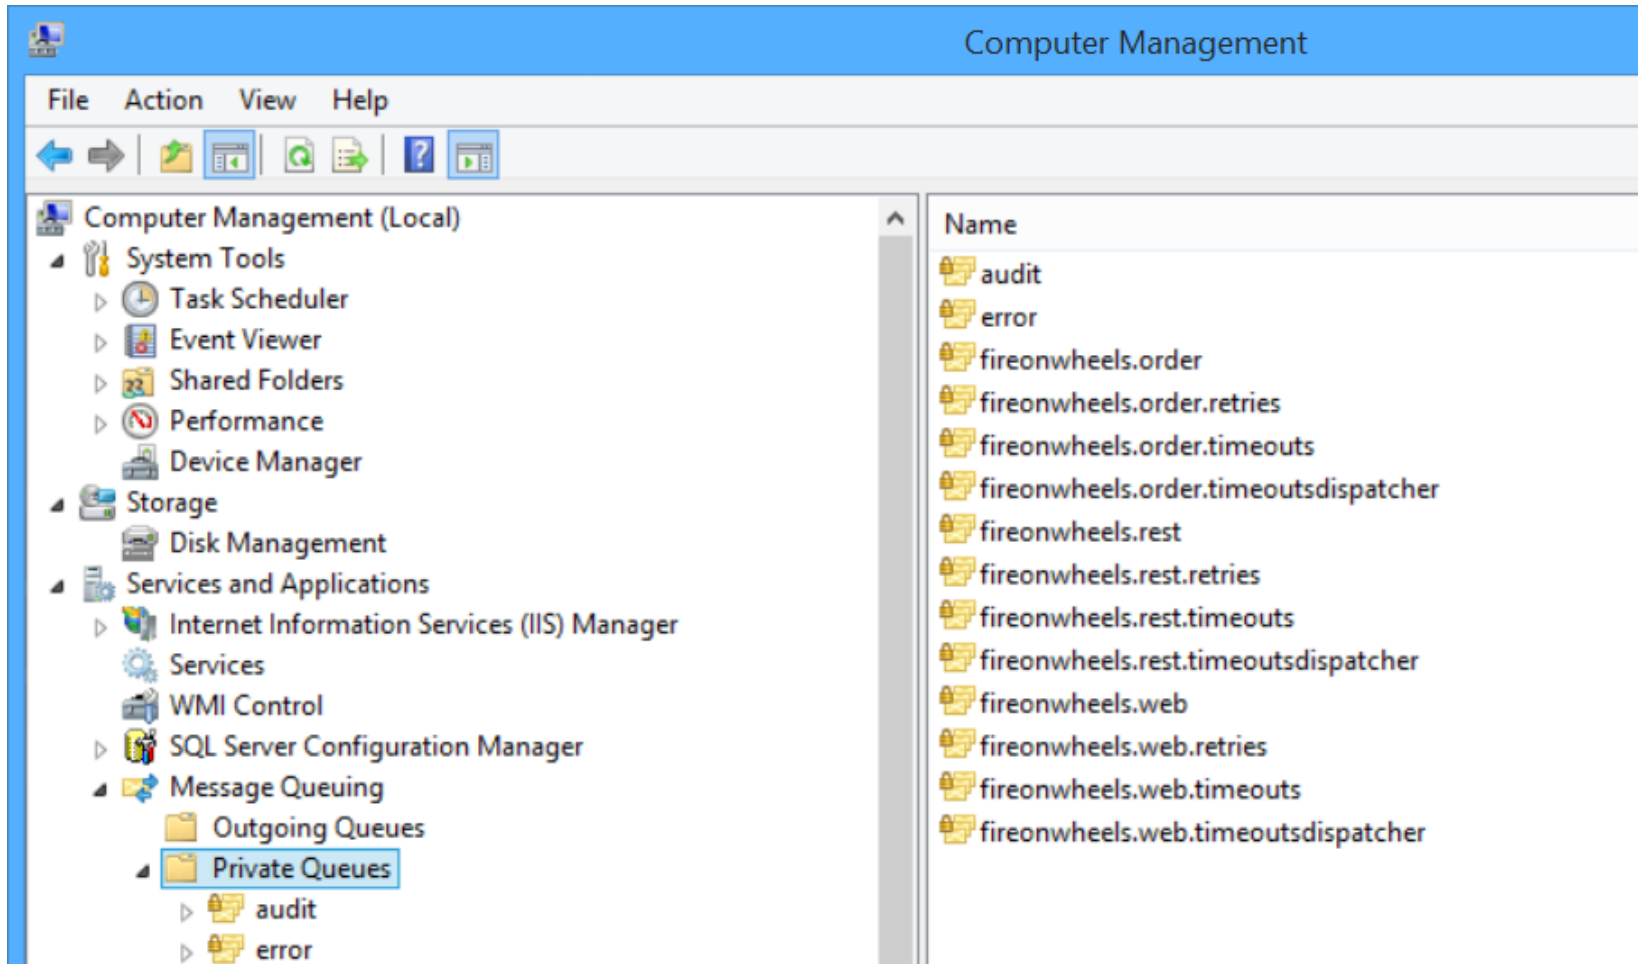 Computer Management
File Action View Help
Computer Management (Local)
System Tools
Task Scheduler
Event Viewer
Shared Folders
Performance
Device Manager
Storage
Disk Management
Services and Applications
Internet Information Services (IIS) Manager
Services
WMI Control
SQL Server Configuration Manager
Message Queuing
Outgoing Queues
Private Queues
audit
error
Name
audit
error
fireonwheels.order
fireonwheels.order.retries
fireonwheels.order.timeouts
fireonwheels.order.timeoutsdispatcher
fireonwheels.rest
fireonwheels.rest.retries
fireonwheels.rest.timeouts
fireonwheels.rest.timeoutsdispatcher
fireonwheels.web
fireonwheels.web.retries
fireonwheels.web.timeouts
fireonwheels.web.timeoutsdispatcher